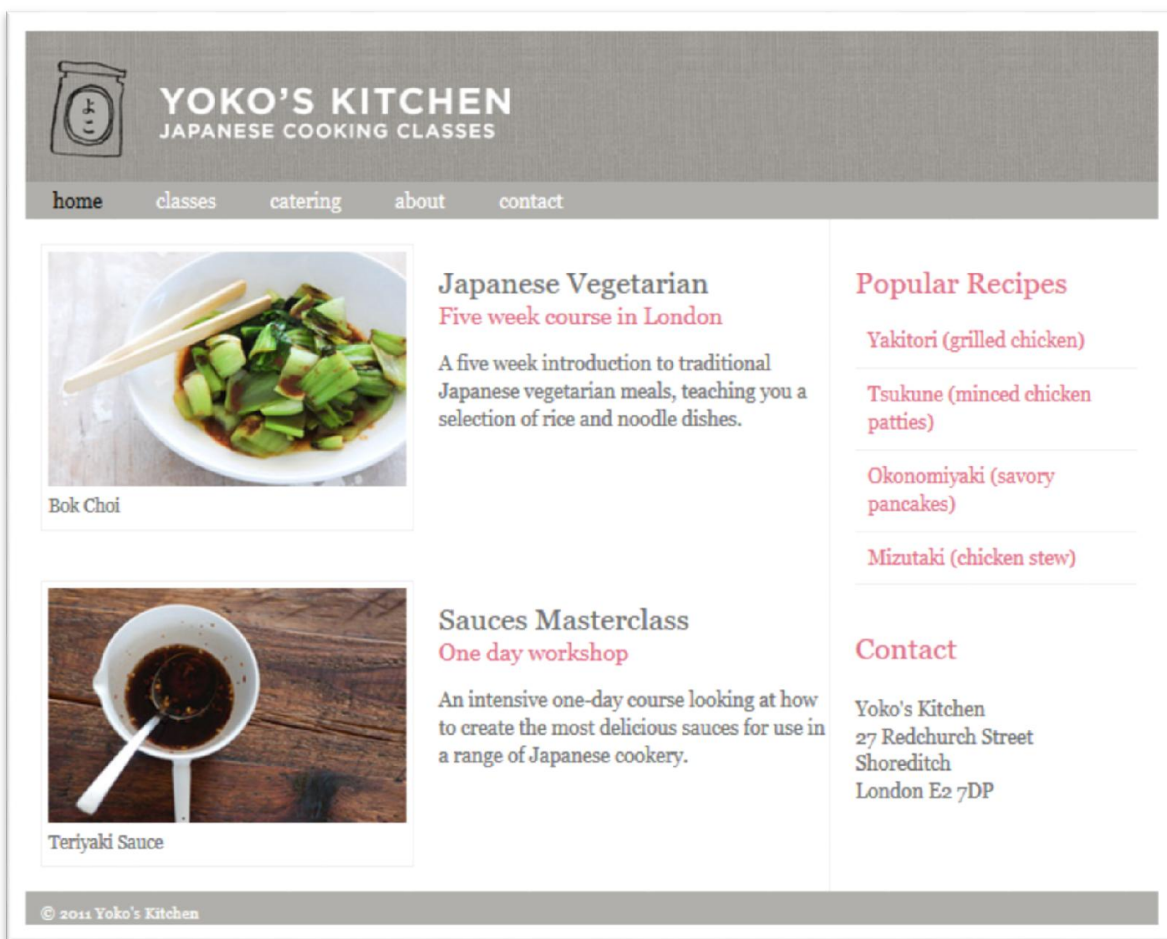 よこ
YOKO'S KITCHEN
JAPANESE COOKING CLASSES
home classes catering about contact
Bok Choi
Japanese Vegetarian
Five week course in London
A five week introduction to traditional
Japanese vegetarian meals, teaching you a
selection of rice and noodle dishes.
Teriyaki Sauce
Sauces Masterclass
One day workshop
An intensive one-day course looking at how
to create the most delicious sauces for use in
a range of Japanese cookery.
Popular Recipes
Yakitori (grilled chicken)
Tsukune (minced chicken
patties)
Okonomiyaki (savory
pancakes)
Mizutaki (chicken stew)
Contact
Yoko's Kitchen
27 Redchurch Street
Shoreditch
London E2 7DP
© 2011 Yoko's Kitchen